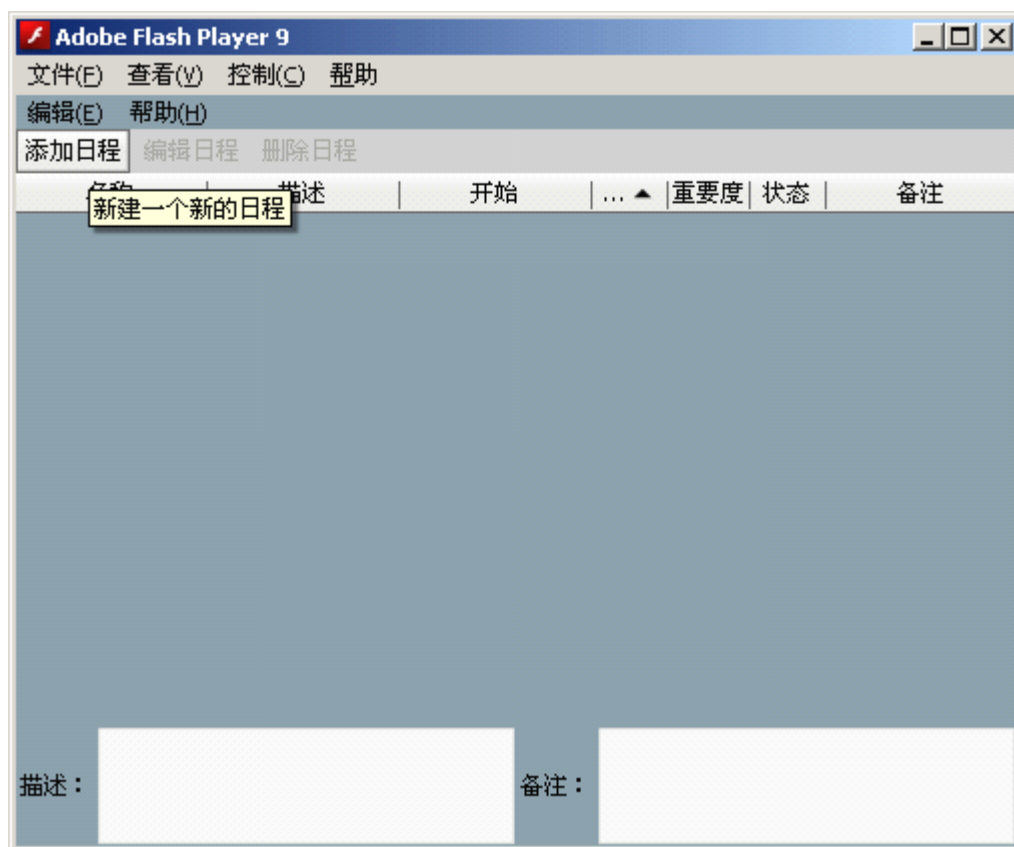 Adobe Flash Player 9
文件(F) 查看(V) 控制(C) 帮助
编辑(E) 帮助(H)
添加日程 编辑日程 删除日程
名称 描述 开始 ... 重要度 状态 备注
新建一个新的日程
描述： 备注：